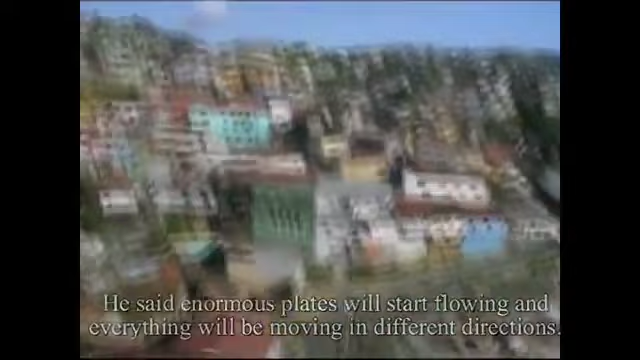 He said enormous plates will start flowing and
everything will be moving in different directions.